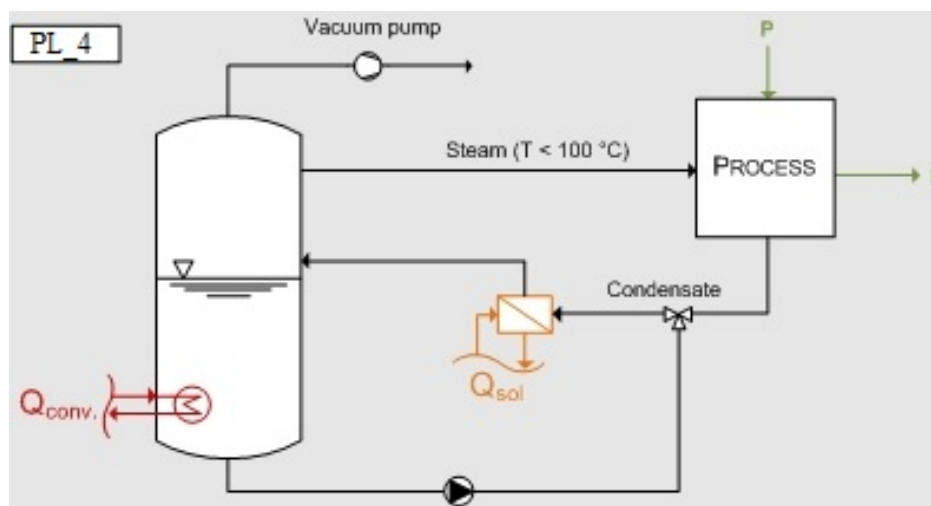 PL_4
Vacuum pump
P
Steam (T < 100 °C)
PROCESS
Condensate
Qsol
Qconv.